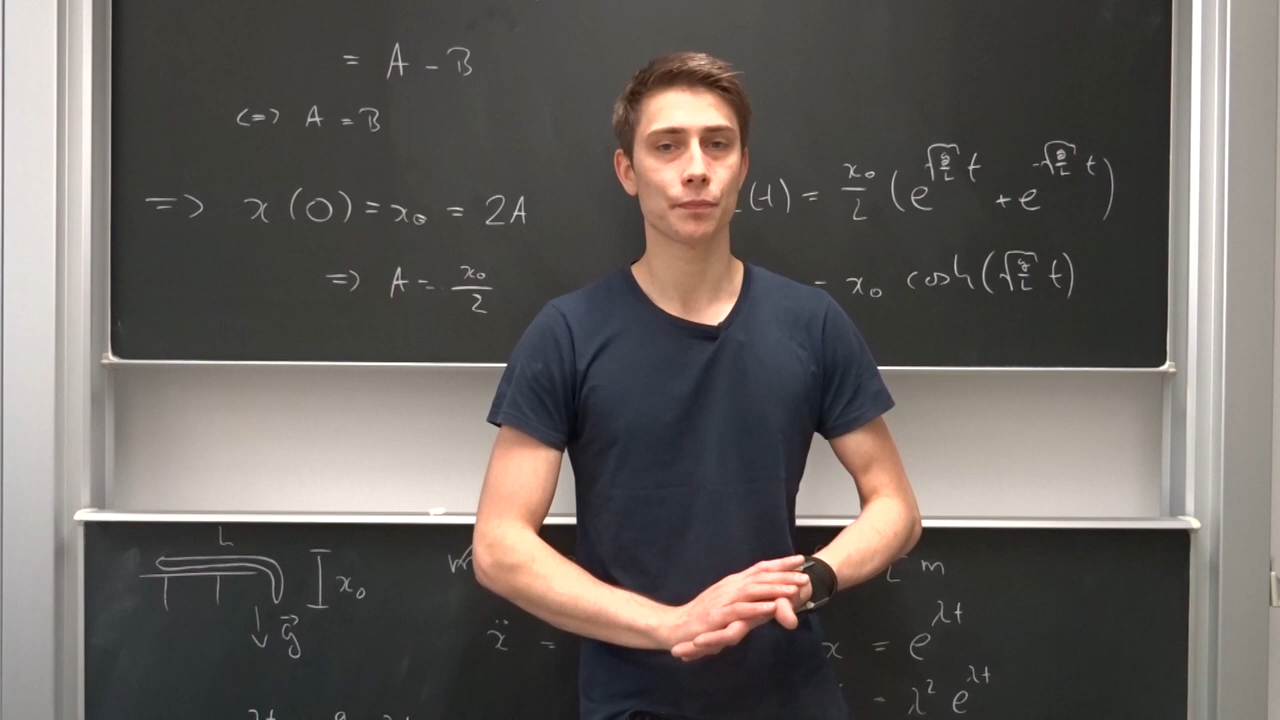 = A - B
<=> A = B
=> x(0) = x₀ = 2A
=> A = x₀/2
(t) = x₀/2 (e^(√(g/L) t) + e^(-√(g/L) t))
= x₀ cosh(√(g/L) t)
L
x₀
g⃗
m
ẍ =
x = e^(λt)
= λ² e^(λt)